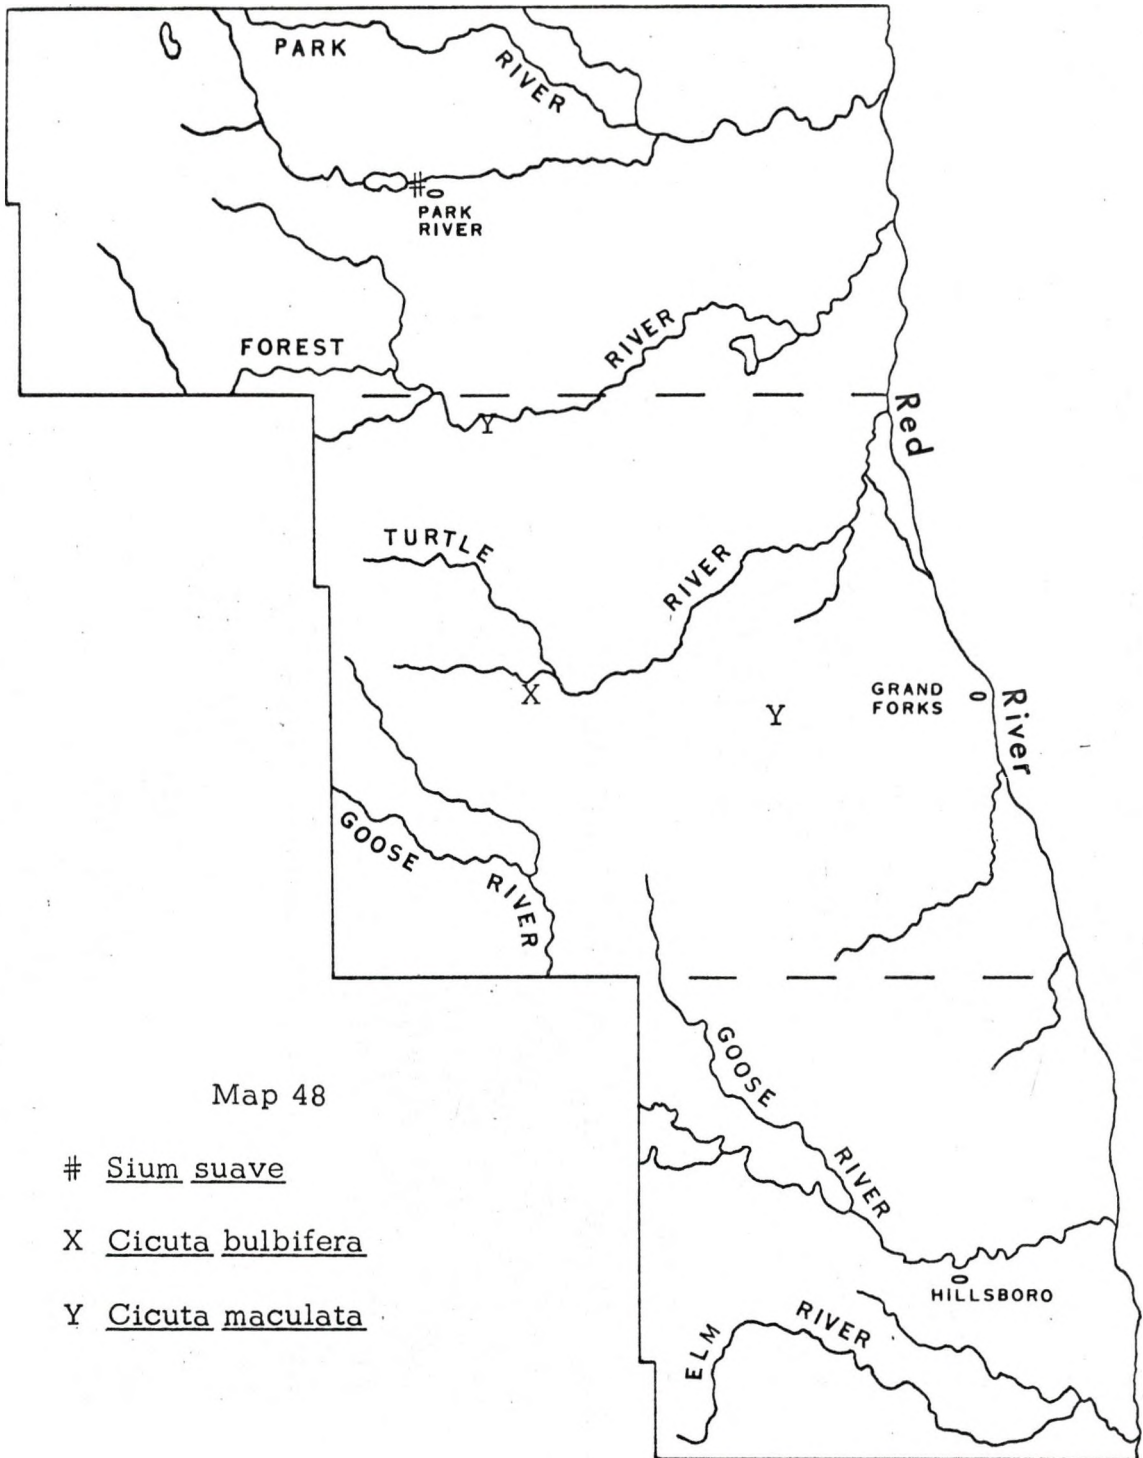 PARK
RIVER
#
PARK
RIVER
FOREST
RIVER
Y
Red
TURTLE
RIVER
X
Y
GRAND
FORKS
River
GOOSE
RIVER
GOOSE
RIVER
HILLSBORO
ELM
RIVER
Map 48
# Sium suave
X Cicuta bulbifera
Y Cicuta maculata